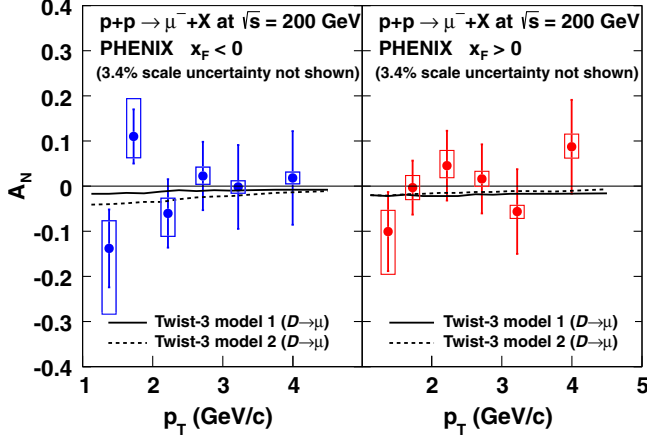 p+p → μ⁻+X at √s = 200 GeV
PHENIX x_F < 0
(3.4% scale uncertainty not shown)
p+p → μ⁻+X at √s = 200 GeV
PHENIX x_F > 0
(3.4% scale uncertainty not shown)
A_N
0.4
0.3
0.2
0.1
0
-0.1
-0.2
-0.3
-0.4
Twist-3 model 1 (D→μ)
Twist-3 model 2 (D→μ)
Twist-3 model 1 (D→μ)
Twist-3 model 2 (D→μ)
1 2 3 4 2 3 4 5
p_T (GeV/c) p_T (GeV/c)